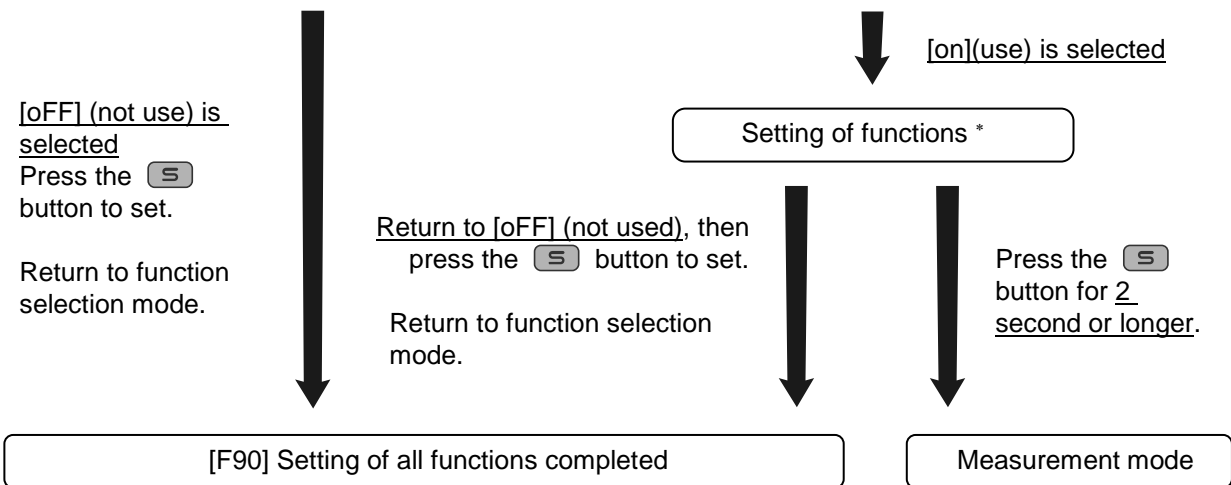 [on](use) is selected
[oFF] (not use) is
selected
Press the S
button to set.
Return to function
selection mode.
Setting of functions *
Return to [oFF] (not used), then
press the S button to set.
Return to function selection
mode.
Press the S
button for 2
second or longer.
[F90] Setting of all functions completed
Measurement mode